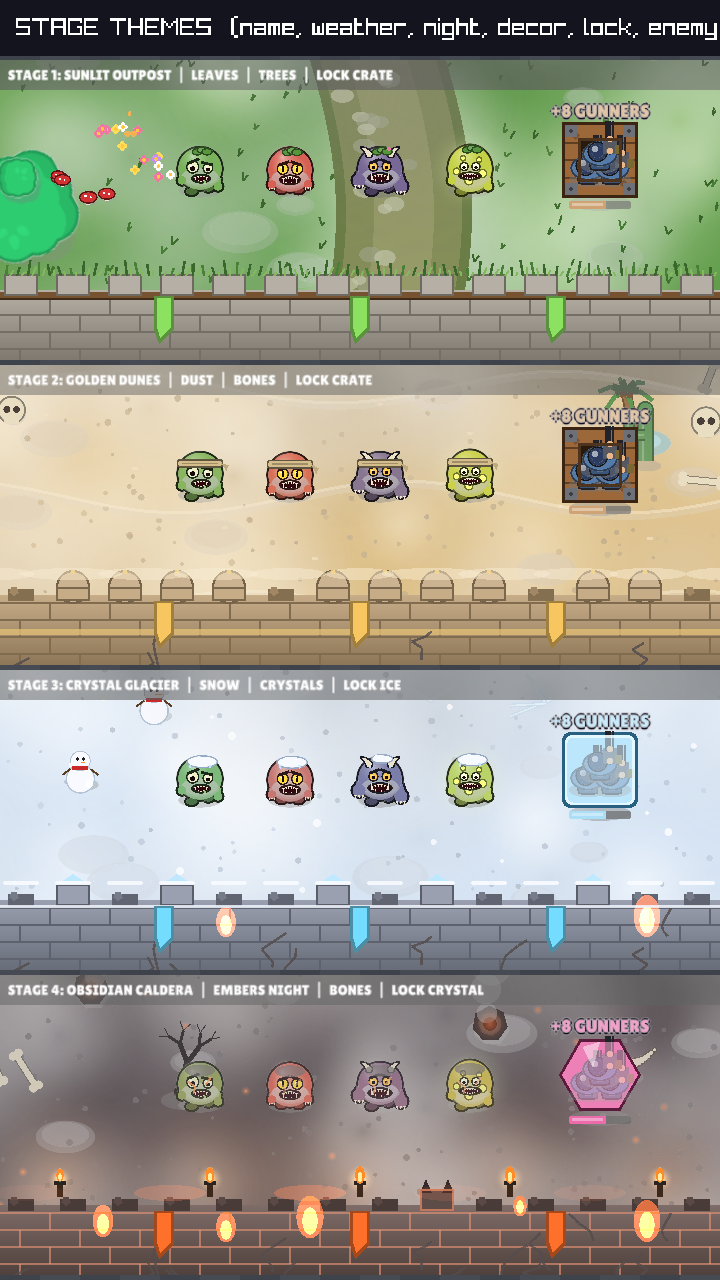 STAGE THEMES (name, weather, night, decor, lock, enemy
STAGE 1: SUNLIT OUTPOST | LEAVES | TREES | LOCK CRATE
+8 GUNNERS
STAGE 2: GOLDEN DUNES | DUST | BONES | LOCK CRATE
+8 GUNNERS
STAGE 3: CRYSTAL GLACIER | SNOW | CRYSTALS | LOCK ICE
+8 GUNNERS
STAGE 4: OBSIDIAN CALDERA | EMBERS NIGHT | BONES | LOCK CRYSTAL
+8 GUNNERS